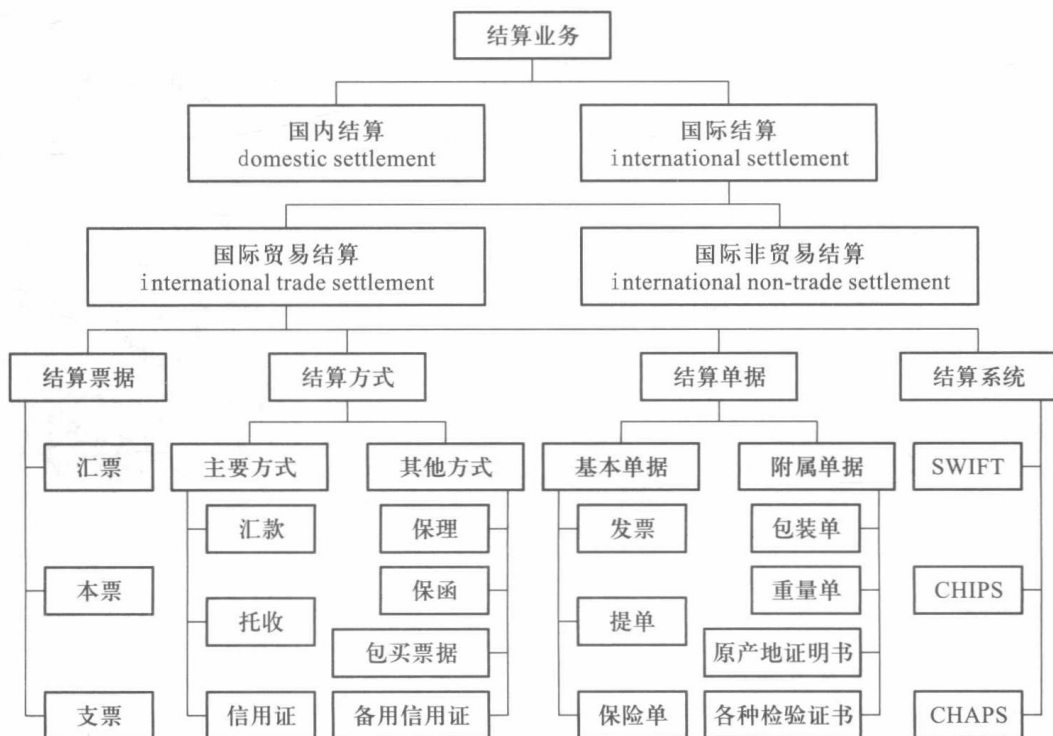 结算业务
国内结算
domestic settlement
国际结算
international settlement
国际贸易结算
international trade settlement
国际非贸易结算
international non-trade settlement
结算票据
结算方式
结算单据
结算系统
汇票
主要方式
其他方式
基本单据
附属单据
SWIFT
汇款
保理
发票
包装单
本票
保函
重量单
CHIPS
托收
提单
包买票据
原产地证明书
支票
信用证
备用信用证
保险单
各种检验证书
CHAPS